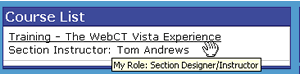 Course List
Training - The WebCT Vista Experience
Section Instructor: Tom Andrews
My Role: Section Designer/Instructor